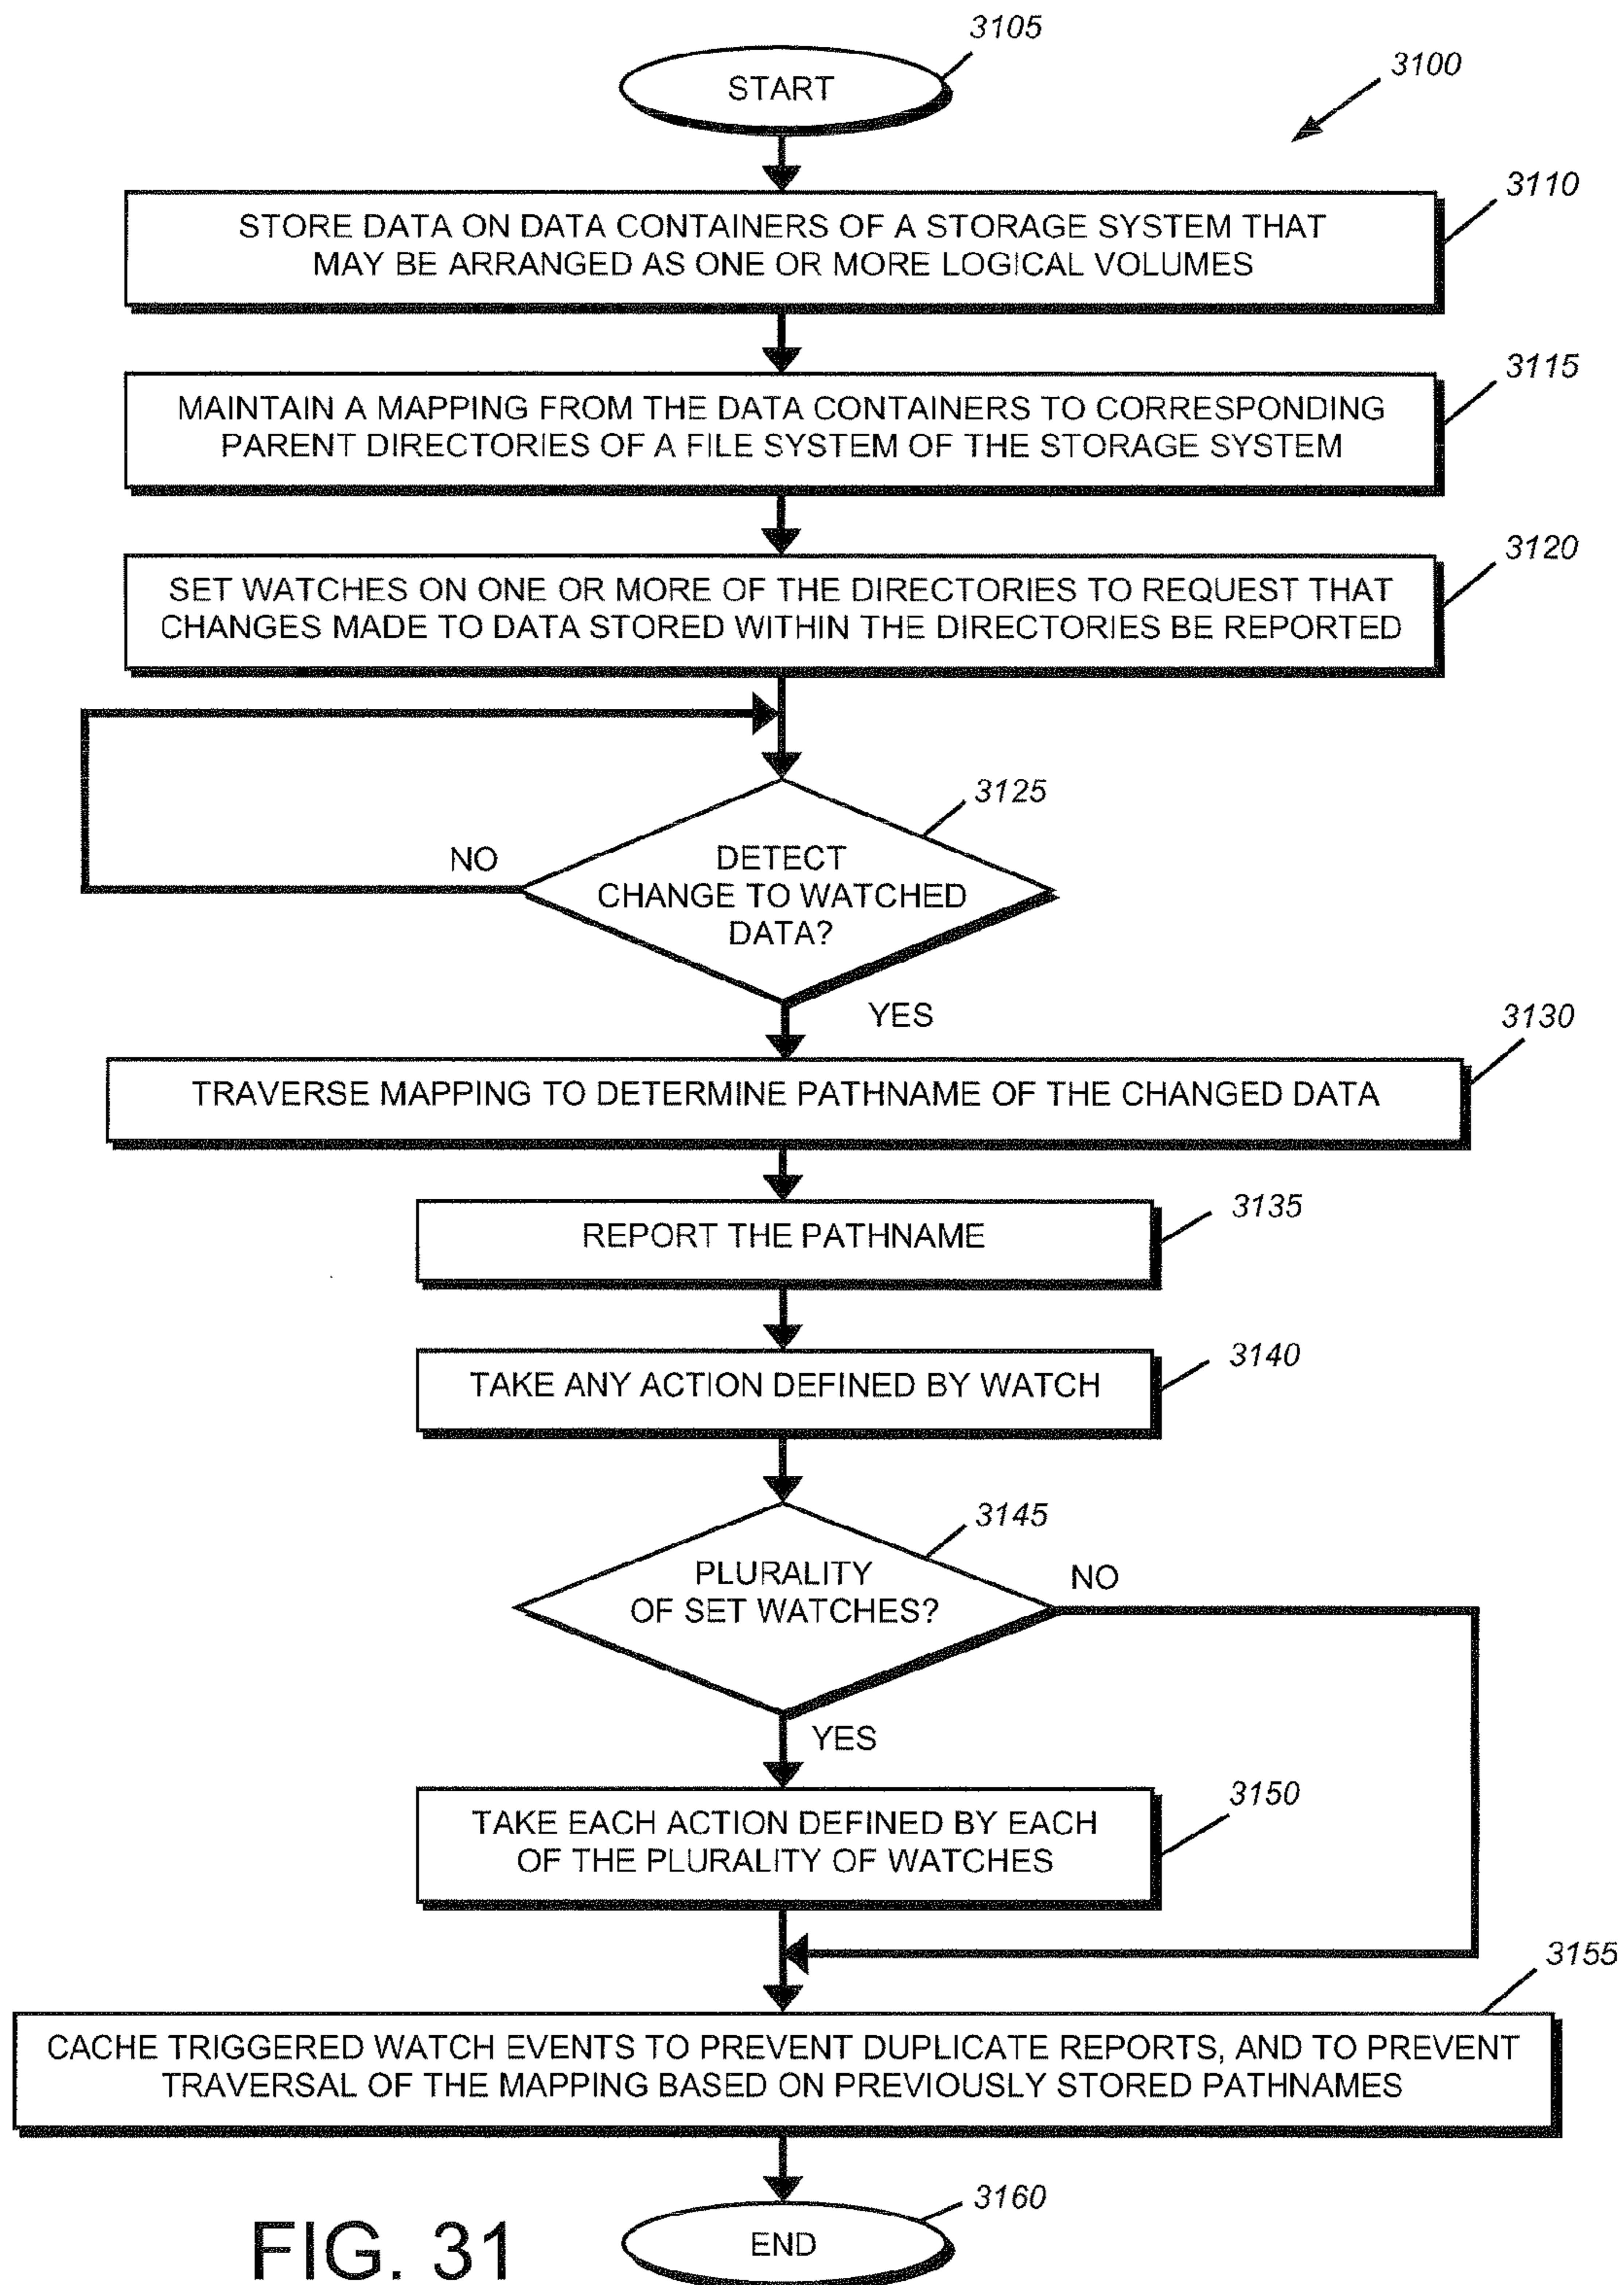 3105
START
3100
3110
STORE DATA ON DATA CONTAINERS OF A STORAGE SYSTEM THAT
MAY BE ARRANGED AS ONE OR MORE LOGICAL VOLUMES
3115
MAINTAIN A MAPPING FROM THE DATA CONTAINERS TO CORRESPONDING
PARENT DIRECTORIES OF A FILE SYSTEM OF THE STORAGE SYSTEM
3120
SET WATCHES ON ONE OR MORE OF THE DIRECTORIES TO REQUEST THAT
CHANGES MADE TO DATA STORED WITHIN THE DIRECTORIES BE REPORTED
3125
NO
DETECT
CHANGE TO WATCHED
DATA?
YES
3130
TRAVERSE MAPPING TO DETERMINE PATHNAME OF THE CHANGED DATA
3135
REPORT THE PATHNAME
3140
TAKE ANY ACTION DEFINED BY WATCH
3145
PLURALITY
OF SET WATCHES?
NO
YES
3150
TAKE EACH ACTION DEFINED BY EACH
OF THE PLURALITY OF WATCHES
3155
CACHE TRIGGERED WATCH EVENTS TO PREVENT DUPLICATE REPORTS, AND TO PREVENT
TRAVERSAL OF THE MAPPING BASED ON PREVIOUSLY STORED PATHNAMES
3160
END
FIG. 31